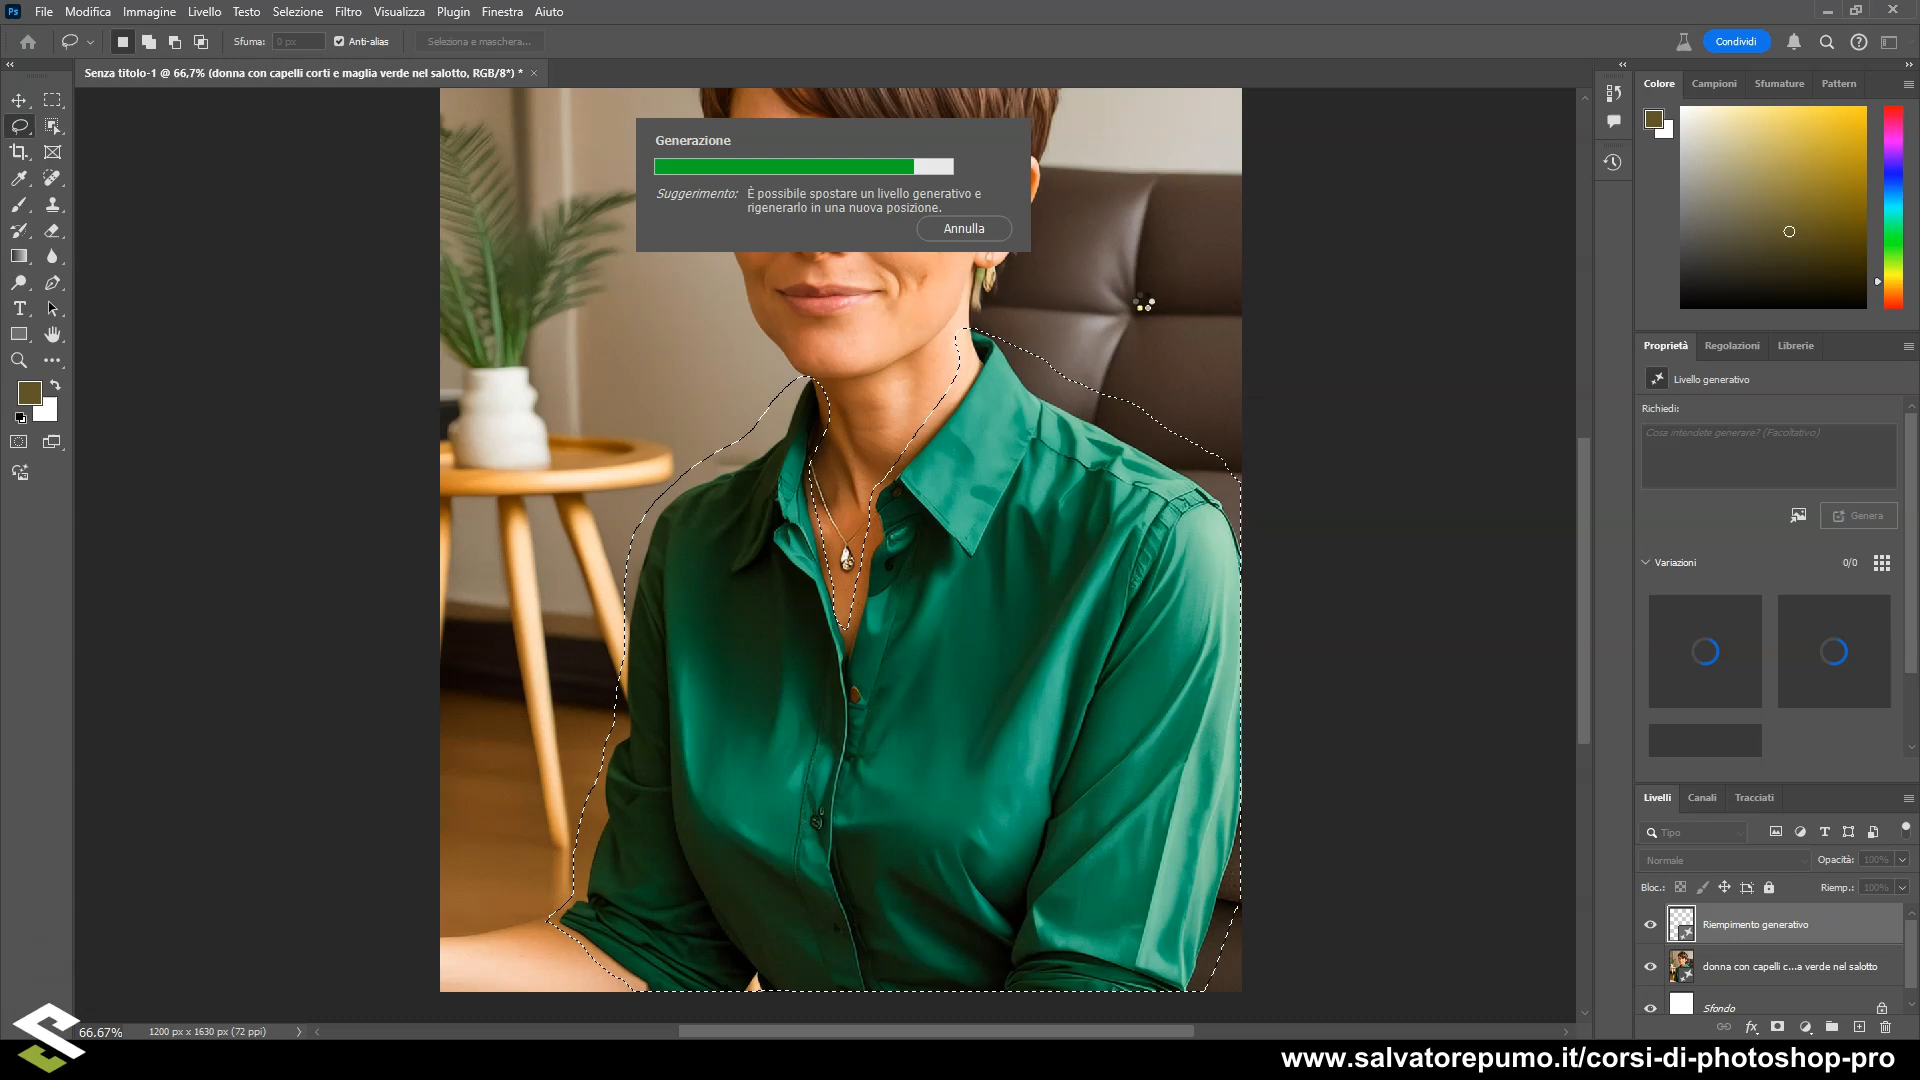 Ps File Modifica Immagine Livello Testo Selezione Filtro Visualizza Plugin Finestra Aiuto
Sfuma: 0 px Anti-alias Seleziona e maschera... Condividi
Senza titolo-1 @ 66,7% (donna con capelli corti e maglia verde nel salotto, RGB/8*) * ×
Colore Campioni Sfumature Pattern
Generazione
Suggerimento: È possibile spostare un livello generativo e
rigenerarlo in una nuova posizione.
Annulla
Proprietà Regolazioni Librerie
Livello generativo
Richiedi:
Cosa intendete generare? (Facoltativo)
Genera
Variazioni 0/0
Livelli Canali Tracciati
Tipo
Normale Opacità: 100%
Bloc.: Riemp.: 100%
Riempimento generativo
donna con capelli c...a verde nel salotto
Sfondo
66.67% 1200 px x 1630 px (72 ppi)
www.salvatorepumo.it/corsi-di-photoshop-pro